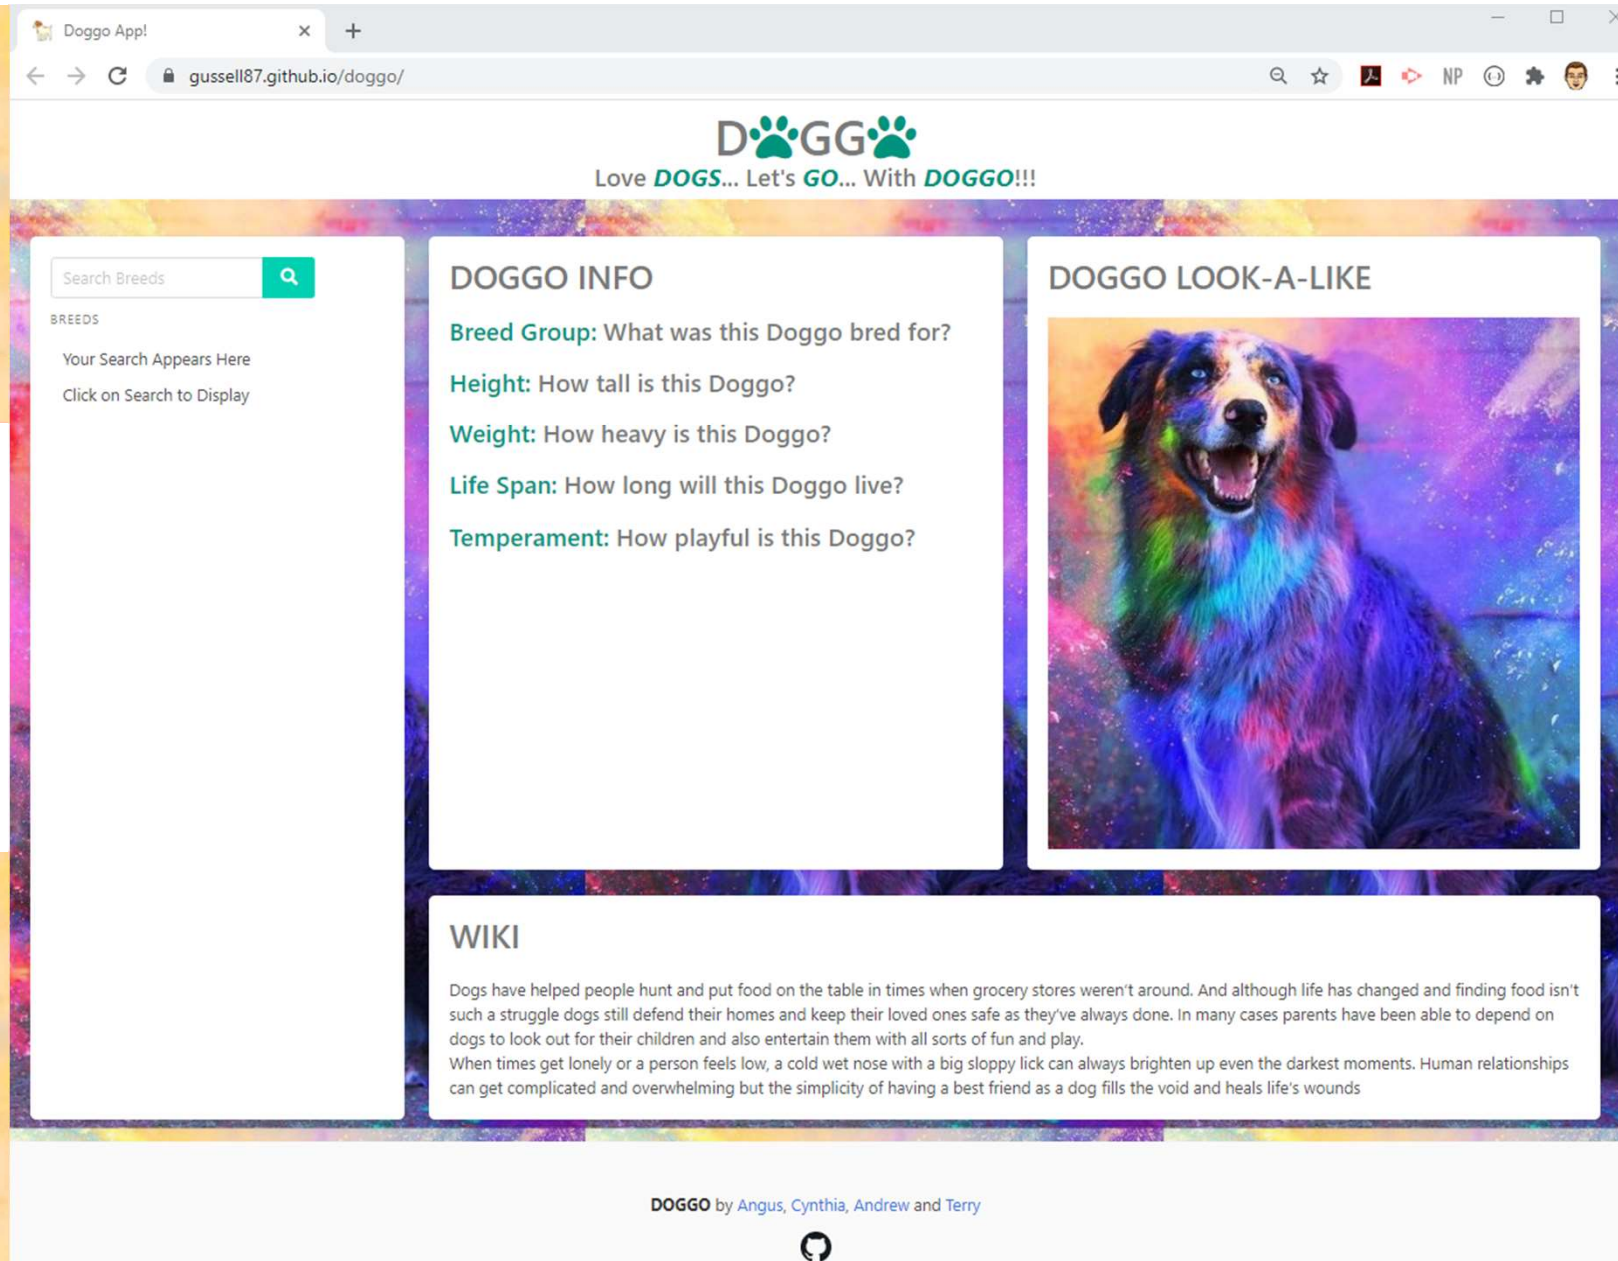 Doggo App!
gussell87.github.io/doggo/
NP
D GG
Love DOGS... Let's GO... With DOGGO!!!
Search Breeds
BREEDS
Your Search Appears Here
Click on Search to Display
DOGGO INFO
Breed Group: What was this Doggo bred for?
Height: How tall is this Doggo?
Weight: How heavy is this Doggo?
Life Span: How long will this Doggo live?
Temperament: How playful is this Doggo?
DOGGO LOOK-A-LIKE
WIKI
Dogs have helped people hunt and put food on the table in times when grocery stores weren't around. And although life has changed and finding food isn't
such a struggle dogs still defend their homes and keep their loved ones safe as they've always done. In many cases parents have been able to depend on
dogs to look out for their children and also entertain them with all sorts of fun and play.
When times get lonely or a person feels low, a cold wet nose with a big sloppy lick can always brighten up even the darkest moments. Human relationships
can get complicated and overwhelming but the simplicity of having a best friend as a dog fills the void and heals life's wounds
DOGGO by Angus, Cynthia, Andrew and Terry